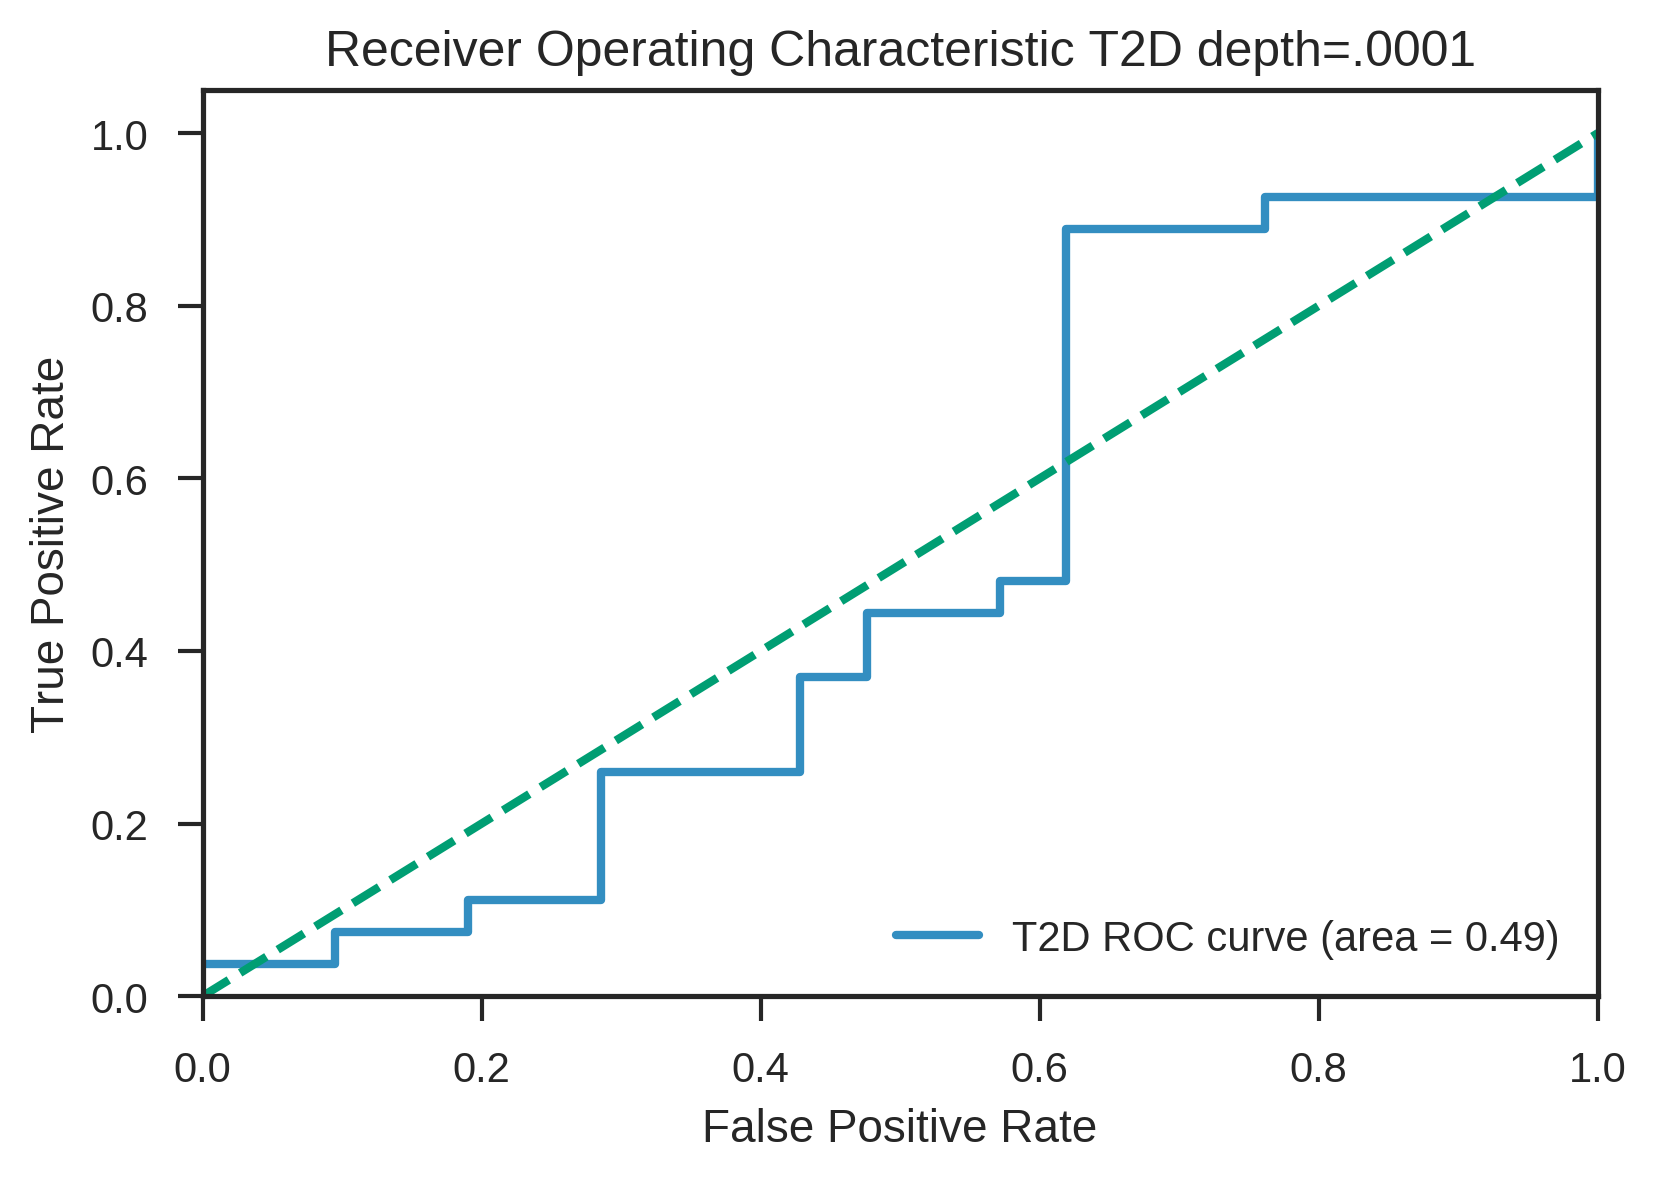 Receiver Operating Characteristic T2D depth=.0001
1.0
0.8
0.6
0.4
0.2
0.0
True Positive Rate
T2D ROC curve (area = 0.49)
0.0 0.2 0.4 0.6 0.8 1.0
False Positive Rate